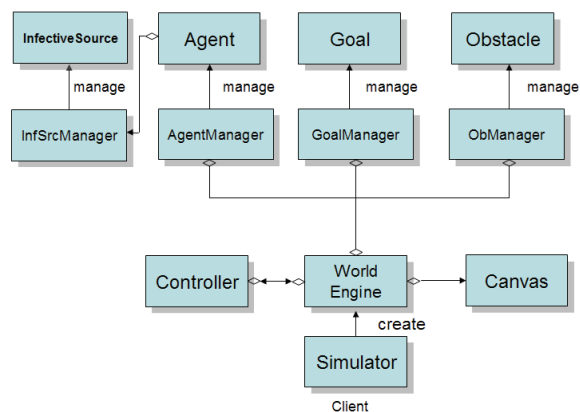 InfectiveSource
Agent
Goal
Obstacle
manage
manage
manage
manage
InfSrcManager
AgentManager
GoalManager
ObManager
Controller
World
Engine
Canvas
create
Simulator
Client